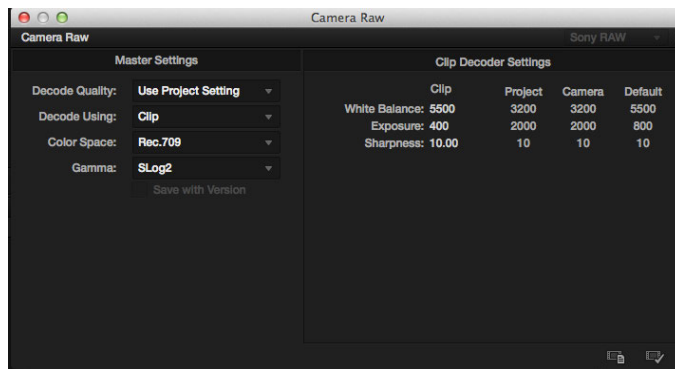 Camera Raw
Camera Raw
Sony RAW
Master Settings
Decode Quality: Use Project Setting
Decode Using: Clip
Color Space: Rec.709
Gamma: SLog2
Save with Version
Clip Decoder Settings
Clip Project Camera Default
White Balance: 5500 3200 3200 5500
Exposure: 400 2000 2000 800
Sharpness: 10.00 10 10 10